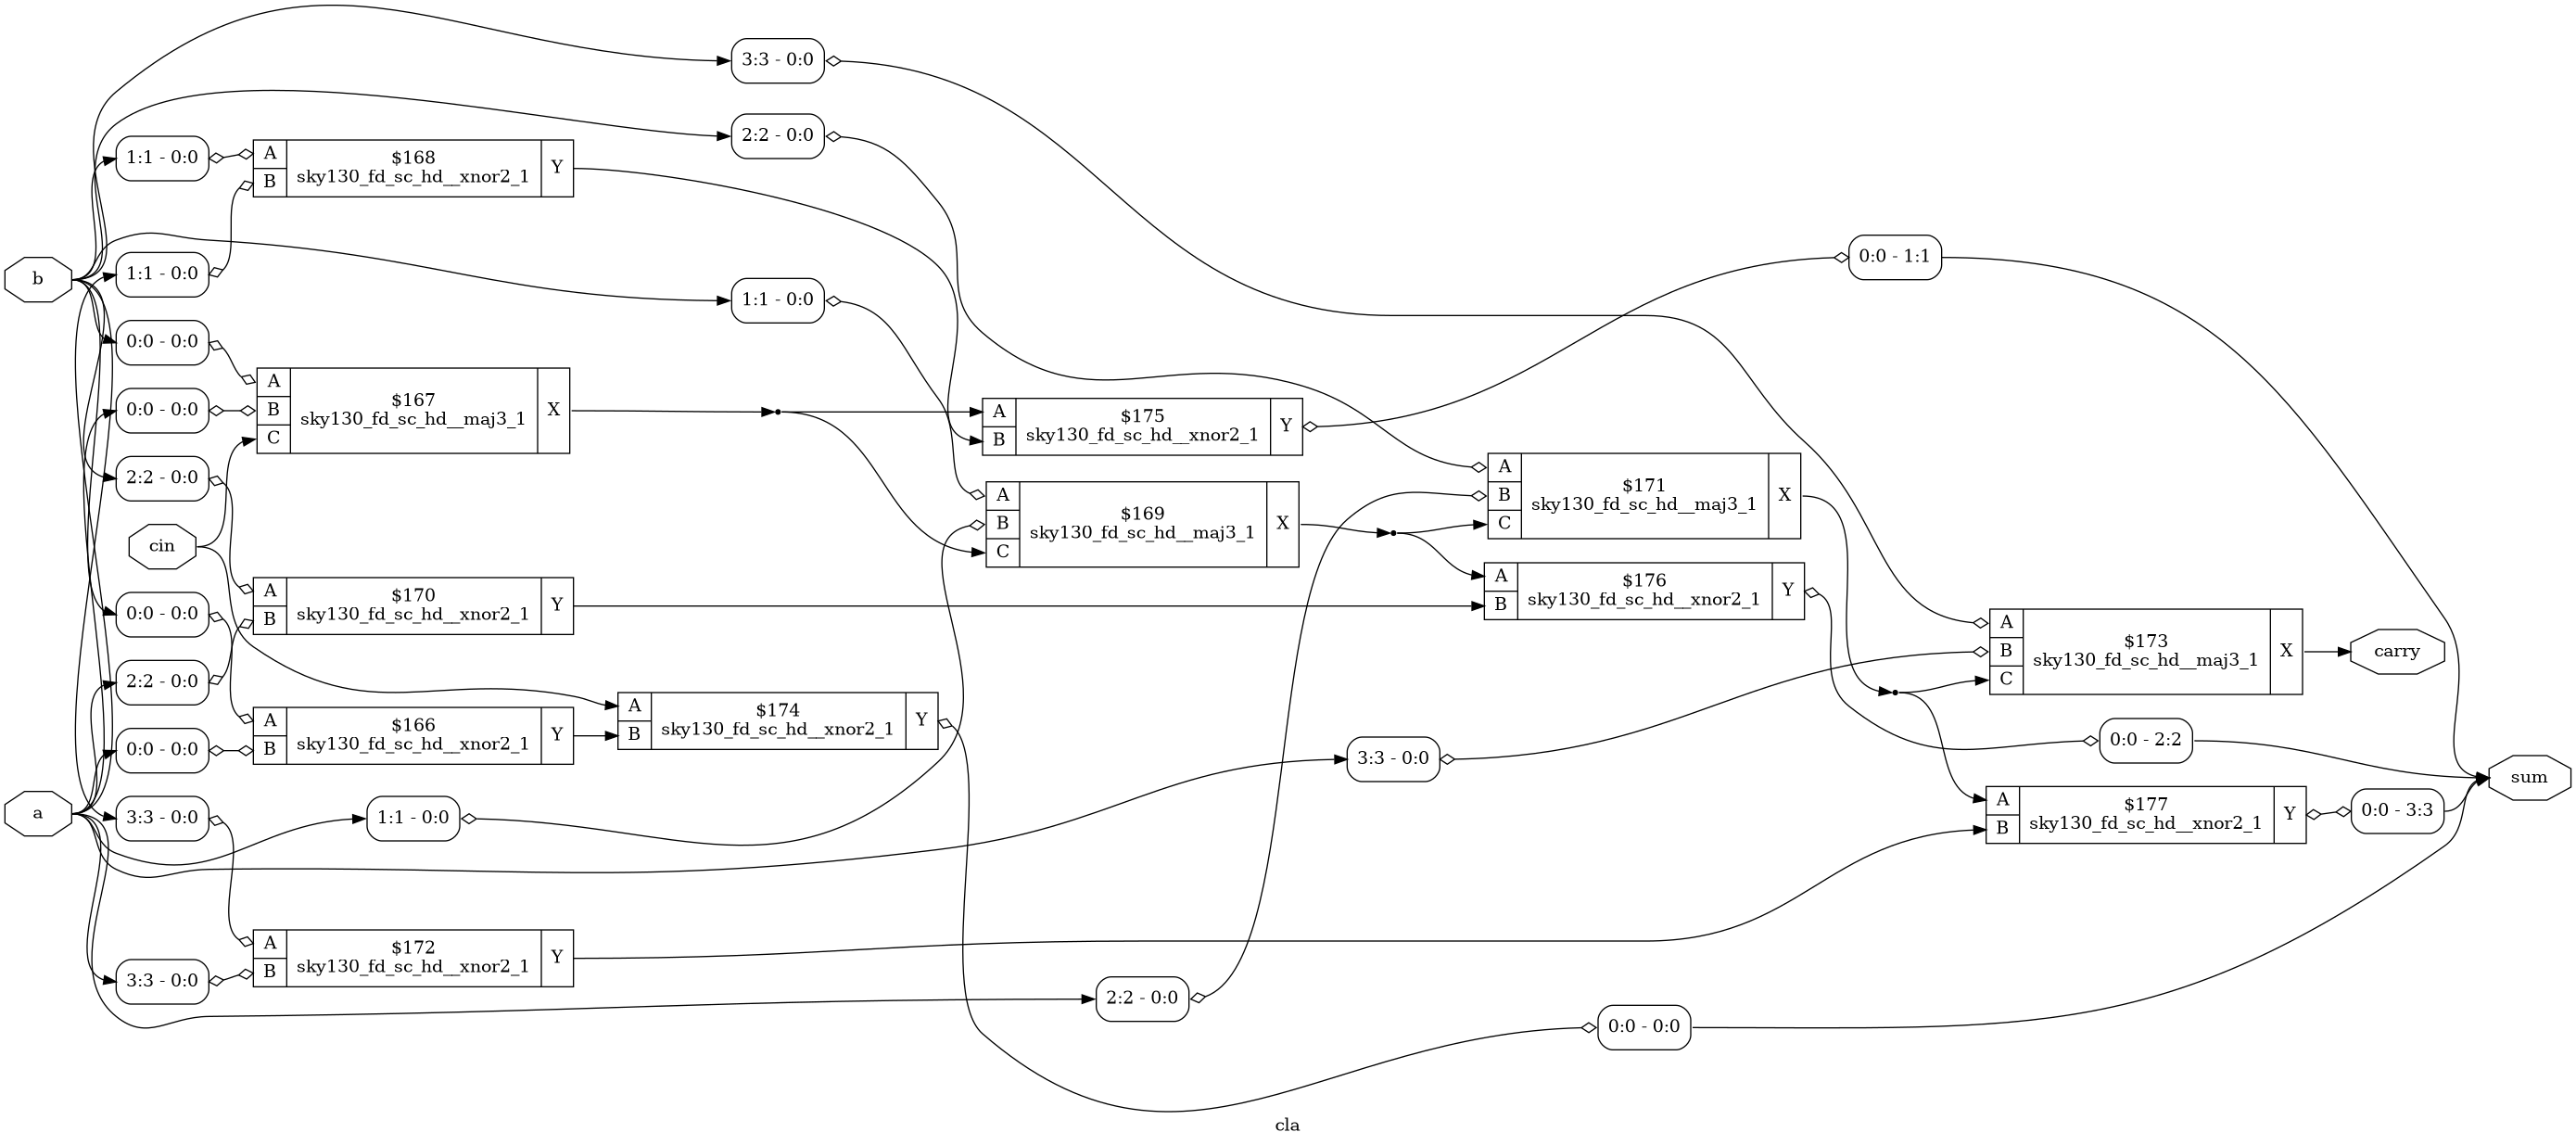 3:3 - 0:0
2:2 - 0:0
1:1 - 0:0
A
B
$168
sky130_fd_sc_hd__xnor2_1
Y
0:0 - 1:1
b
1:1 - 0:0
1:1 - 0:0
0:0 - 0:0
0:0 - 0:0
A
B
C
$167
sky130_fd_sc_hd__maj3_1
X
A
B
$175
sky130_fd_sc_hd__xnor2_1
Y
2:2 - 0:0
A
B
C
$171
sky130_fd_sc_hd__maj3_1
X
A
B
C
$169
sky130_fd_sc_hd__maj3_1
X
cin
A
B
$170
sky130_fd_sc_hd__xnor2_1
Y
A
B
$176
sky130_fd_sc_hd__xnor2_1
Y
0:0 - 0:0
2:2 - 0:0
A
B
C
$173
sky130_fd_sc_hd__maj3_1
X
carry
A
B
$174
sky130_fd_sc_hd__xnor2_1
Y
A
B
$166
sky130_fd_sc_hd__xnor2_1
Y
0:0 - 0:0
3:3 - 0:0
0:0 - 2:2
sum
a
3:3 - 0:0
1:1 - 0:0
A
B
$177
sky130_fd_sc_hd__xnor2_1
Y
0:0 - 3:3
A
B
$172
sky130_fd_sc_hd__xnor2_1
Y
3:3 - 0:0
2:2 - 0:0
0:0 - 0:0
cla